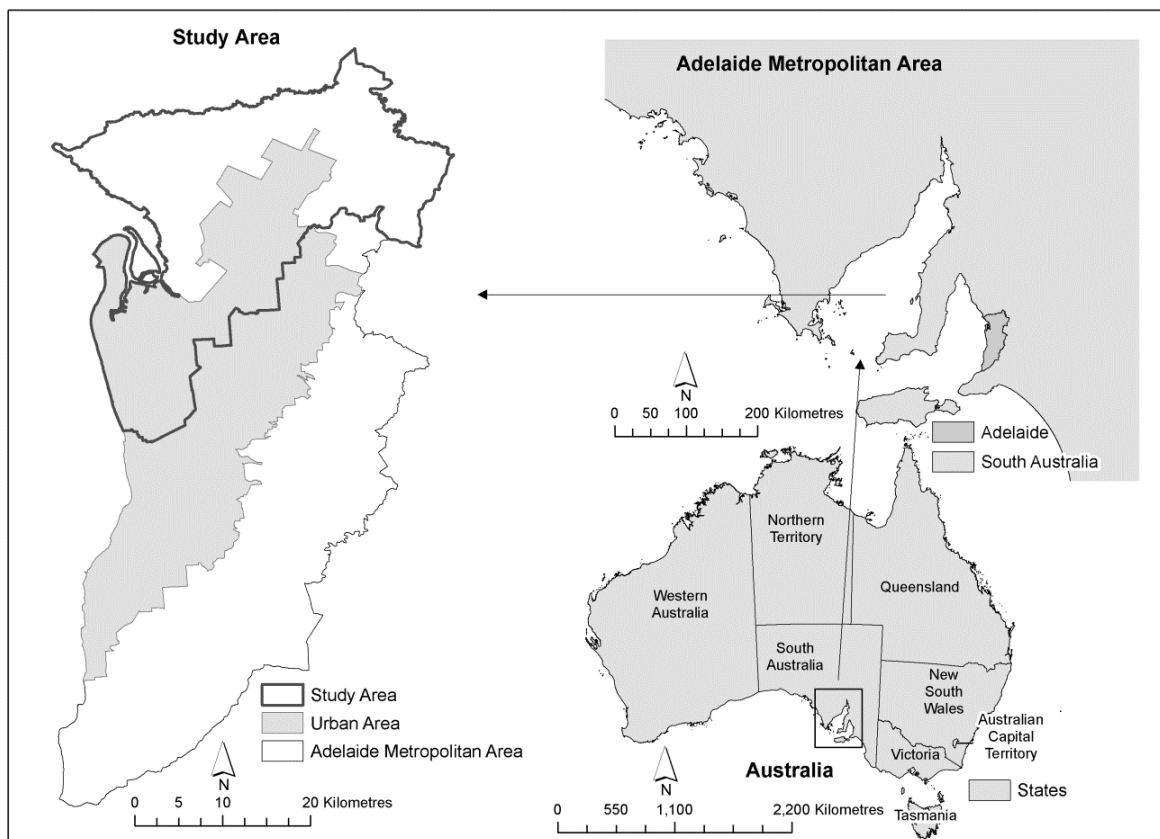 Study Area
Study Area
Urban Area
Adelaide Metropolitan Area
N
0 5 10 20 Kilometres
Adelaide Metropolitan Area
N
0 50 100 200 Kilometres
Adelaide
South Australia
Northern
Territory
Western
Australia
Queensland
South
Australia
New
South
Wales
Australian
Capital
Territory
Victoria
Tasmania
Australia
States
N
0 550 1,100 2,200 Kilometres